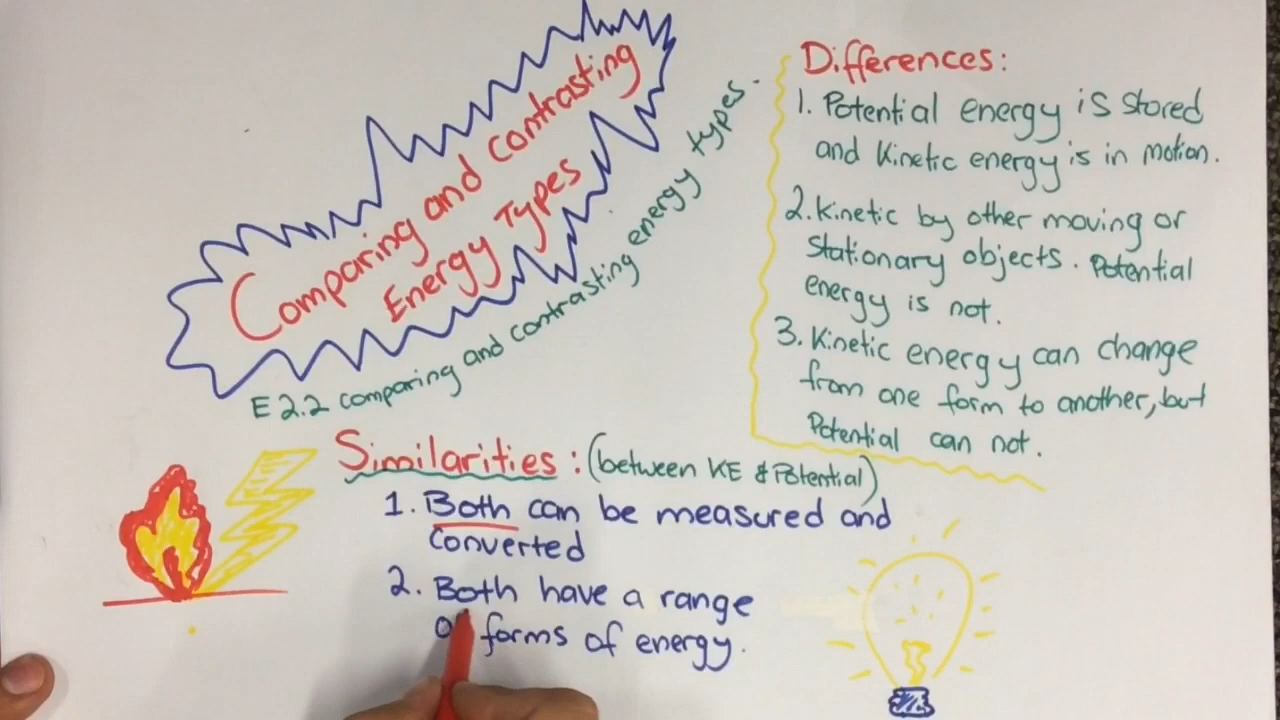 Comparing and contrasting
Energy Types
E 2.2 comparing and contrasting energy types.
Differences:
1. Potential energy is stored
and Kinetic energy is in motion.
2. Kinetic by other moving or
stationary objects. Potential
energy is not.
3. Kinetic energy can change
from one form to another, but
Potential can not.
Similarities: (between KE & Potential)
1. Both can be measured and
converted
2. Both have a range
forms of energy.